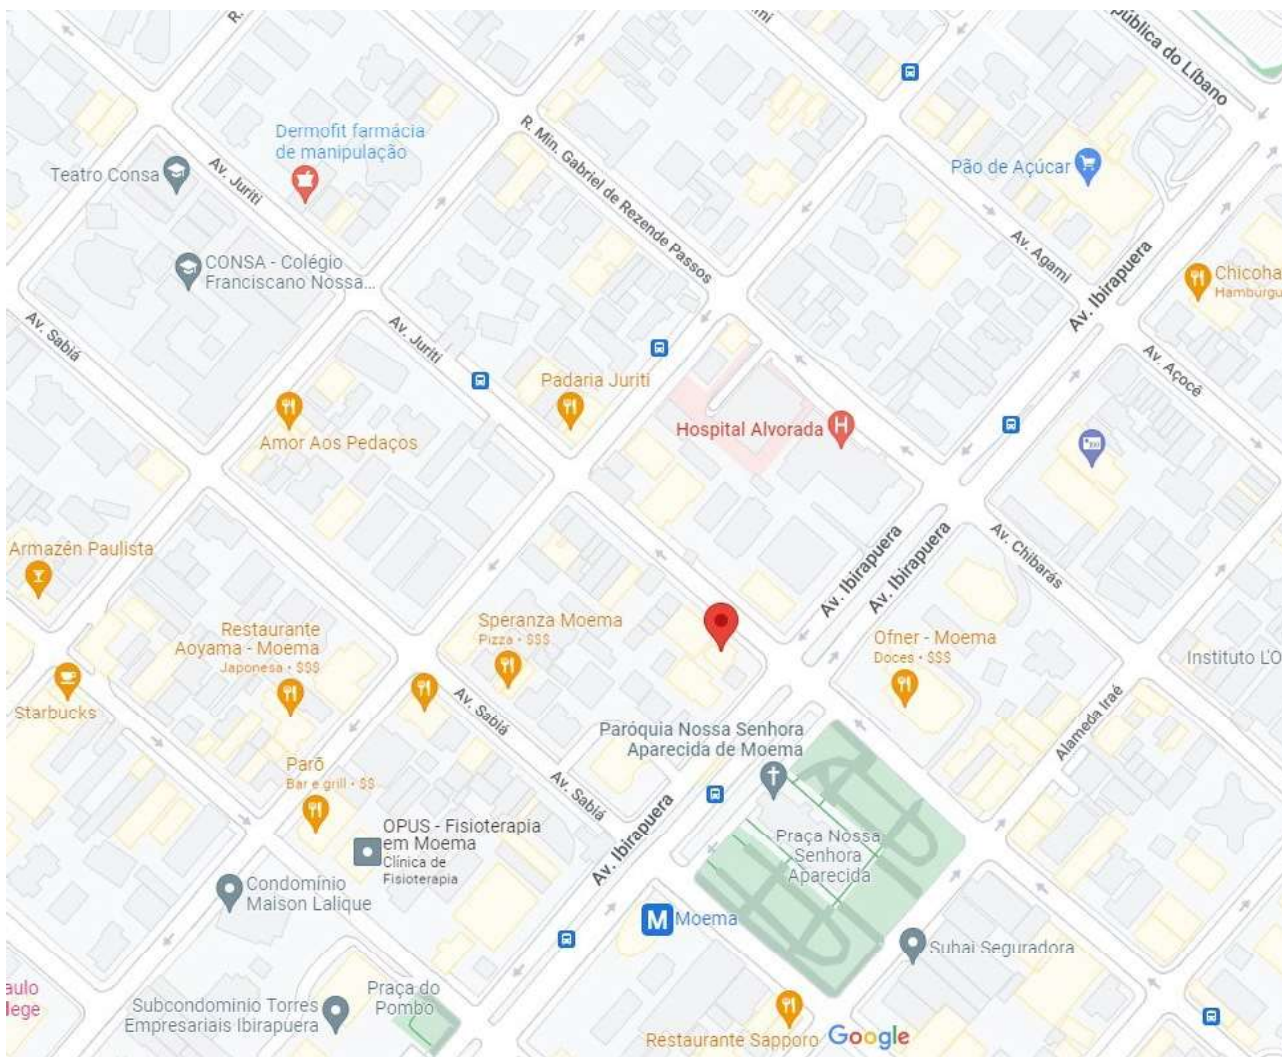 pública do Líbano
R. Min. Gabriel de Rezende Passos
Dermofit farmácia
de manipulação
Teatro Consa
Av. Juriti
Pão de Açúcar
Av. Agami
Av. Ibirapuera
CONSA - Colégio
Franciscano Nossa...
Chicoha
Hamburgu
Av. Sabiá
Av. Juriti
Av. Açocê
Padaria Juriti
Hospital Alvorada
H
Amor Aos Pedaços
Av. Ibirapuera
Av. Ibirapuera
Av. Chibarás
Armazén Paulista
Speranza Moema
Pizza • $$$
Restaurante
Aoyama - Moema
Japonesa • $$$
Ofner - Moema
Doces • $$$
Instituto L'O
Starbucks
Av. Sabiá
Alameda Iraé
Paróquia Nossa Senhora
Aparecida de Moema
Parõ
Bar e grill • $$
Av. Sabiá
OPUS - Fisioterapia
em Moema
Clínica de
Fisioterapia
Av. Ibirapuera
Praça Nossa
Senhora
Aparecida
Condomínio
Maison Lalique
M Moema
Suhai Seguradora
aulo
lege
Praça do
Pombo
Subcondominio Torres
Empresariais Ibirapuera
Restaurante Sapporo
Google